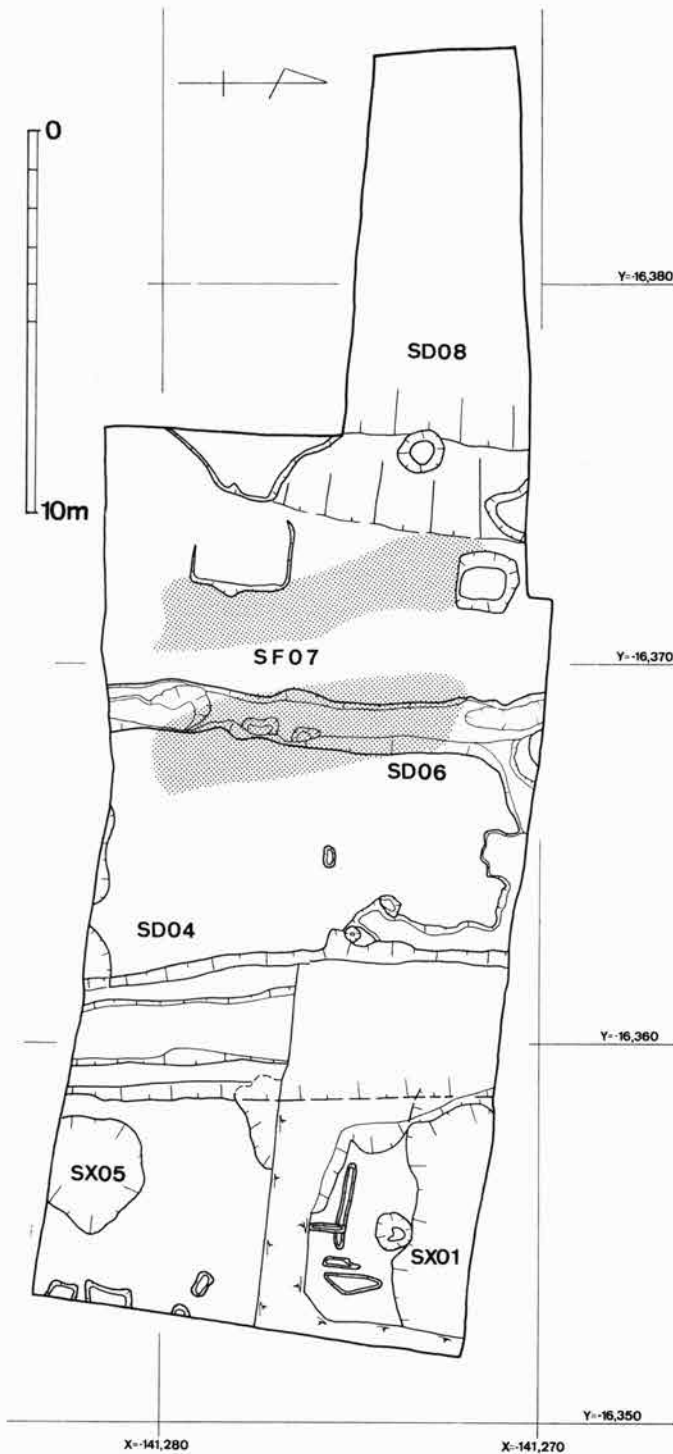 0
10m
Y=-16,380
SD08
SF07
Y=-16,370
SD06
SD04
Y=-16,360
SX05
SX01
Y=-16,350
X=-141,280
X=-141,270